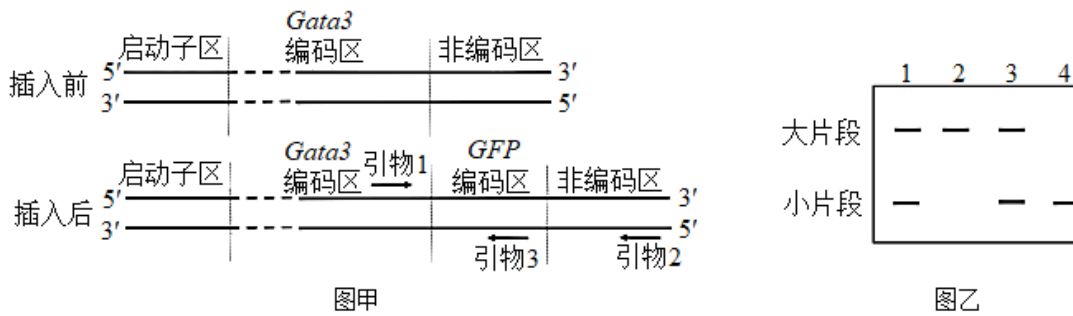 Gata3
启动子区 编码区 非编码区
插入前 5′ 3′
3′ 5′
Gata3 引物1 GFP
启动子区 编码区 编码区 非编码区
插入后 5′ 3′
3′ 5′
引物3 引物2
图甲
1 2 3 4
大片段
小片段
图乙